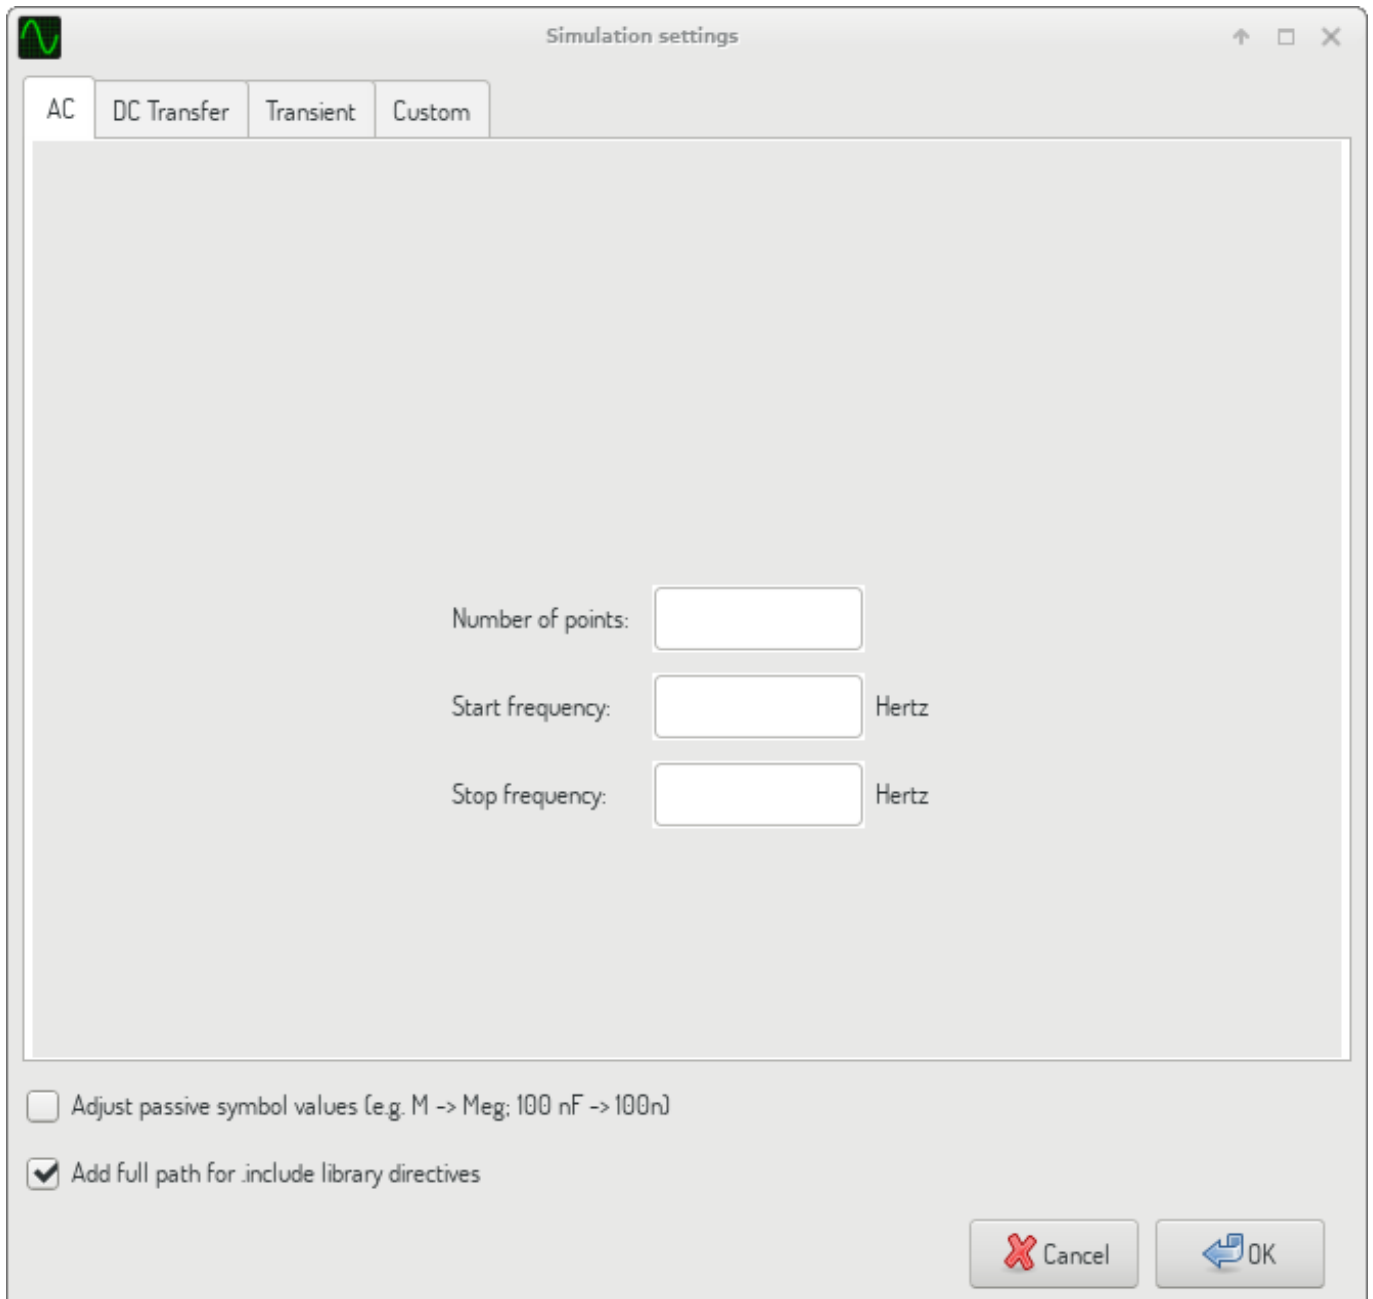 Simulation settings
AC DC Transfer Transient Custom
Number of points:
Start frequency: Hertz
Stop frequency: Hertz
Adjust passive symbol values (e.g. M -> Meg; 100 nF -> 100n)
Add full path for .include library directives
Cancel OK